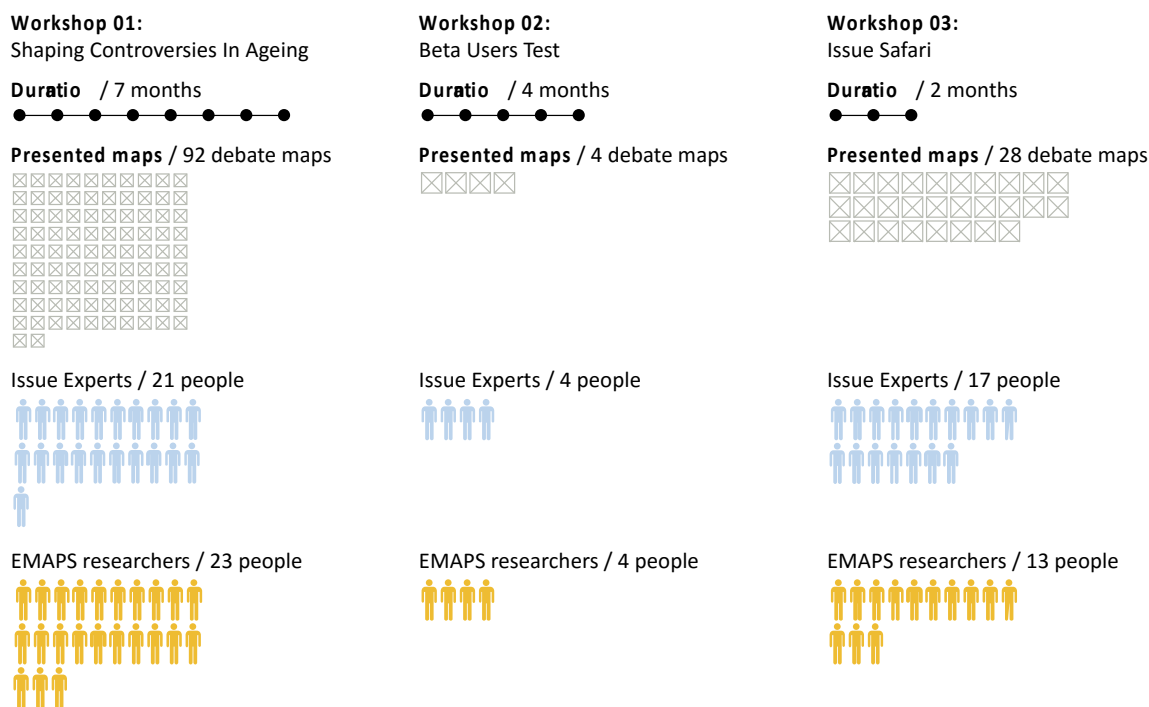 Workshop 01:
Shaping Controversies In Ageing
Duratio / 7 months
Presented maps / 92 debate maps
Issue Experts / 21 people
EMAPS researchers / 23 people
Workshop 02:
Beta Users Test
Duratio / 4 months
Presented maps / 4 debate maps
Issue Experts / 4 people
EMAPS researchers / 4 people
Workshop 03:
Issue Safari
Duratio / 2 months
Presented maps / 28 debate maps
Issue Experts / 17 people
EMAPS researchers / 13 people